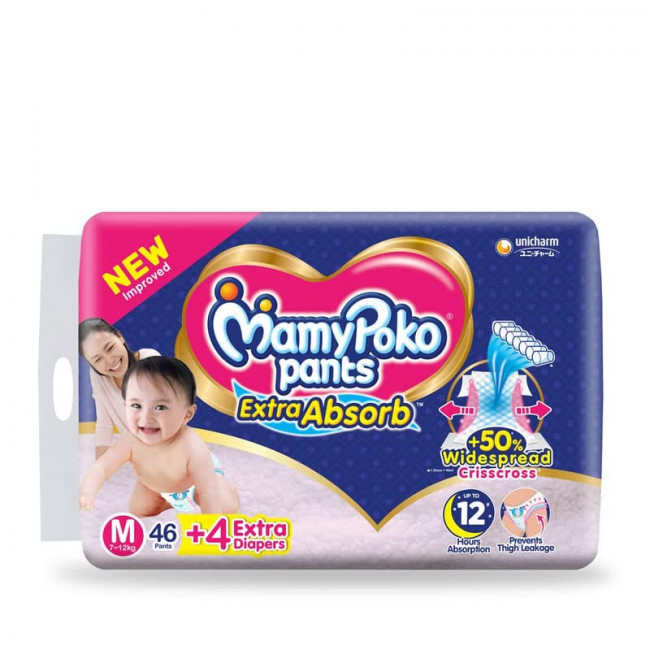 NEW
Improved
unicharm
ユニ・チャーム
MamyPoko®
pants
Extra Absorb™
+50%
Widespread
Crisscross
M
7-12kg
46
Pants
+4 Extra
Diapers
UP TO
12
Hours
Absorption
Prevents
Thigh Leakage